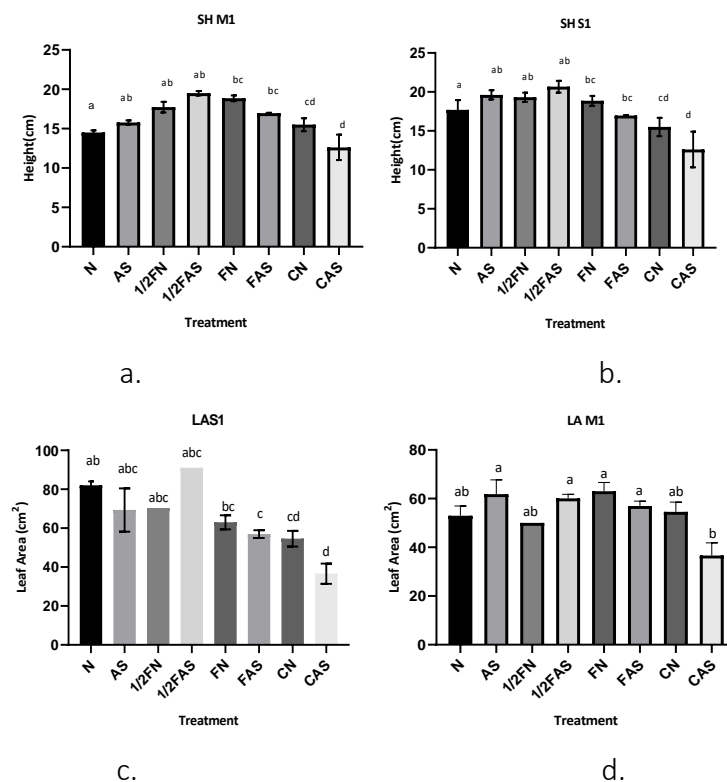 SH M1
a
ab
ab
ab
bc
bc
cd
d
Height(cm)
25
20
15
10
5
0
N
AS
1/2FN
1/2FAS
FN
FAS
CN
CAS
Treatment
a.
SH S1
a
ab
ab
ab
bc
bc
cd
d
Height(cm)
25
20
15
10
5
0
N
AS
1/2FN
1/2FAS
FN
FAS
CN
CAS
Treatment
b.
LAS1
ab
abc
abc
abc
bc
c
cd
d
Leaf Area (cm²)
100
80
60
40
20
0
N
AS
1/2FN
1/2FAS
FN
FAS
CN
CAS
Treatment
c.
LA M1
ab
a
ab
a
a
a
ab
b
Leaf Area (cm²)
80
60
40
20
0
N
AS
1/2FN
1/2FAS
FN
FAS
CN
CAS
Treatment
d.